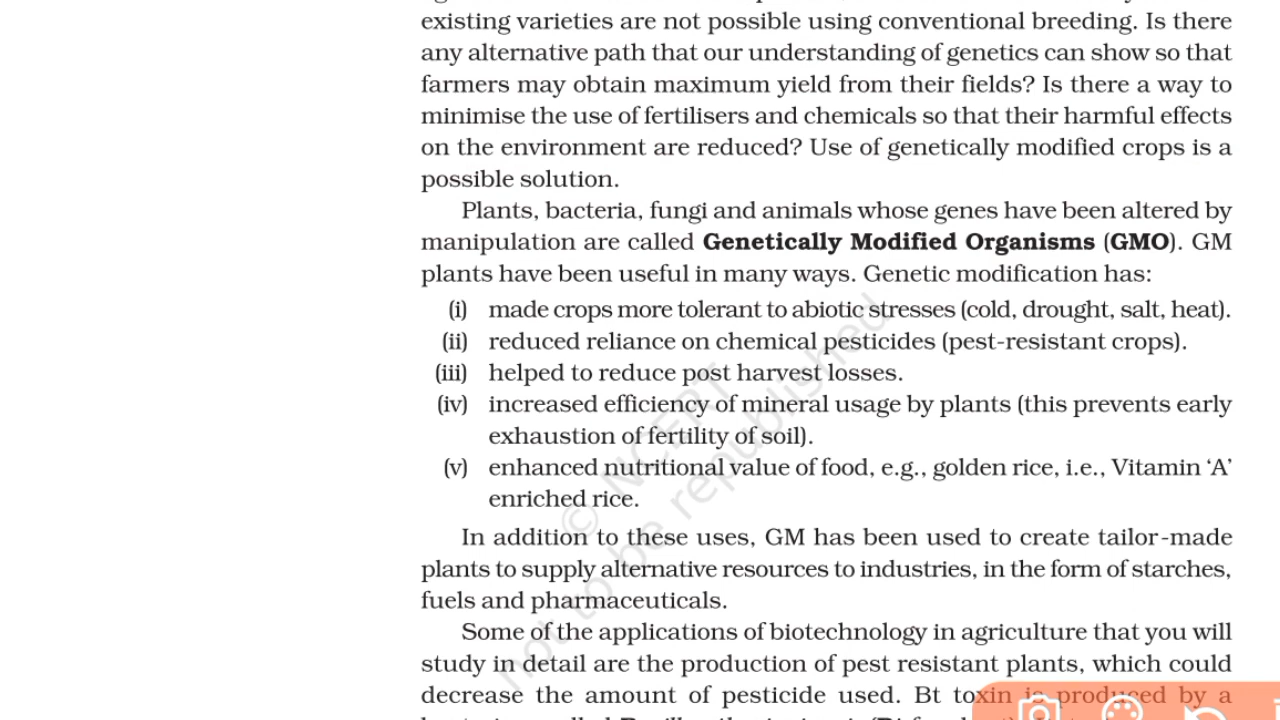 existing varieties are not possible using conventional breeding. Is there
any alternative path that our understanding of genetics can show so that
farmers may obtain maximum yield from their fields? Is there a way to
minimise the use of fertilisers and chemicals so that their harmful effects
on the environment are reduced? Use of genetically modified crops is a
possible solution.
Plants, bacteria, fungi and animals whose genes have been altered by
manipulation are called Genetically Modified Organisms (GMO). GM
plants have been useful in many ways. Genetic modification has:
(i) made crops more tolerant to abiotic stresses (cold, drought, salt, heat).
(ii) reduced reliance on chemical pesticides (pest-resistant crops).
(iii) helped to reduce post harvest losses.
(iv) increased efficiency of mineral usage by plants (this prevents early
exhaustion of fertility of soil).
(v) enhanced nutritional value of food, e.g., golden rice, i.e., Vitamin ‘A’
enriched rice.
In addition to these uses, GM has been used to create tailor-made
plants to supply alternative resources to industries, in the form of starches,
fuels and pharmaceuticals.
Some of the applications of biotechnology in agriculture that you will
study in detail are the production of pest resistant plants, which could
decrease the amount of pesticide used. Bt toxin is produced by a
© NCERT
not to be republished